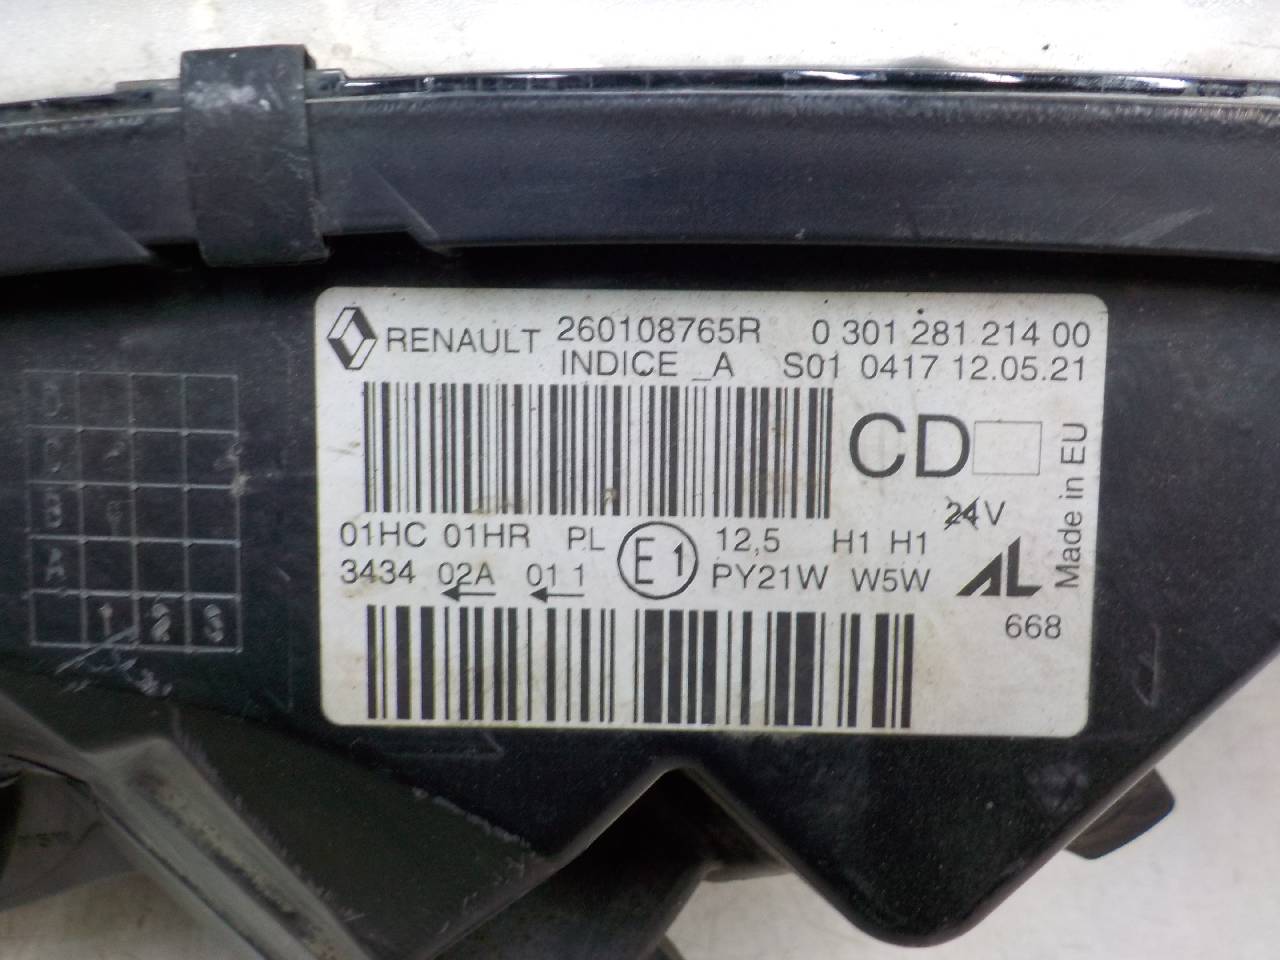 RENAULT 260108765R 0 301 281 214 00
INDICE _A S01 0417 12.05.21
CD
24V
Made in EU
01HC 01HR PL E1 12,5 H1 H1
3434 02A 01 1 PY21W W5W AL
668
D
C
B
A
1 2 3